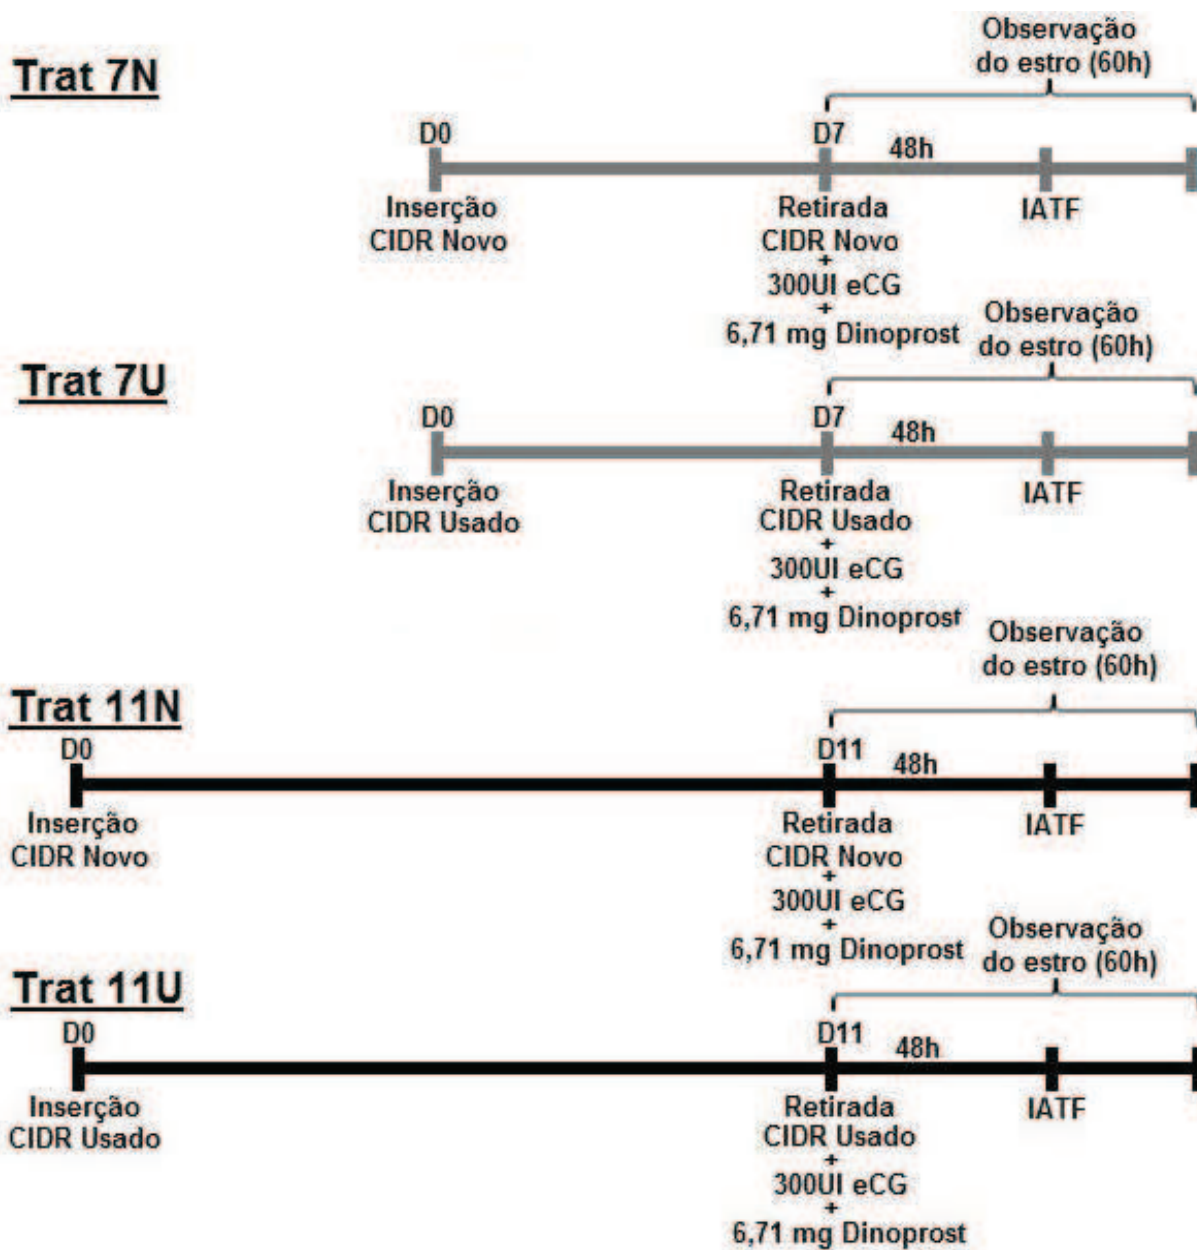 Observação
do estro (60h)
Trat 7N
D0
D7
48h
Inserção
CIDR Novo
Retirada
CIDR Novo
+
300UI eCG
+
6,71 mg Dinoprost
IATF
Observação
do estro (60h)
Trat 7U
D0
D7
48h
Inserção
CIDR Usado
Retirada
CIDR Usado
+
300UI eCG
+
6,71 mg Dinoprost
IATF
Observação
do estro (60h)
Trat 11N
D0
D11
48h
Inserção
CIDR Novo
Retirada
CIDR Novo
+
300UI eCG
+
6,71 mg Dinoprost
IATF
Observação
do estro (60h)
Trat 11U
D0
D11
48h
Inserção
CIDR Usado
Retirada
CIDR Usado
+
300UI eCG
+
6,71 mg Dinoprost
IATF